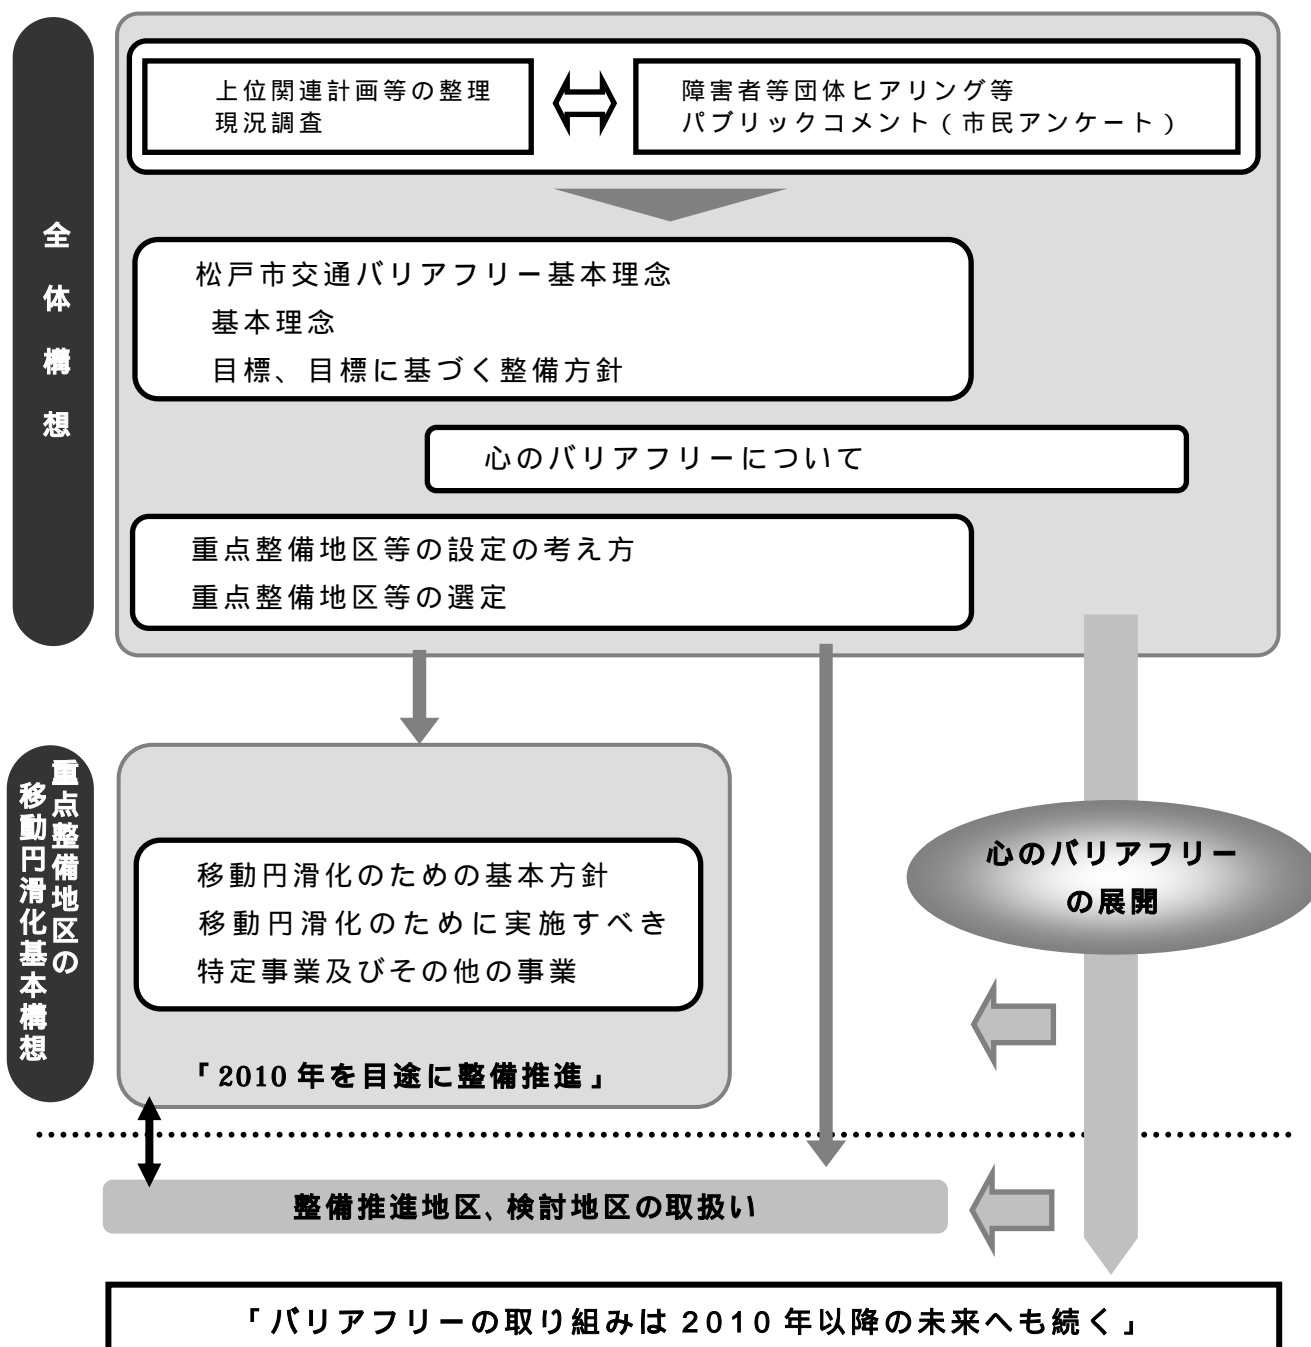 全体構想
上位関連計画等の整理
現況調査
障害者等団体ヒアリング等
パブリックコメント(市民アンケート)
松戸市交通バリアフリー基本理念
基本理念
目標、目標に基づく整備方針
心のバリアフリーについて
重点整備地区等の設定の考え方
重点整備地区等の選定
重点整備地区の
移動円滑化基本構想
移動円滑化のための基本方針
移動円滑化のために実施すべき
特定事業及びその他の事業
「2010年を目途に整備推進」
心のバリアフリー
の展開
整備推進地区、検討地区の取扱い
「バリアフリーの取り組みは2010年以降の未来へも続く」